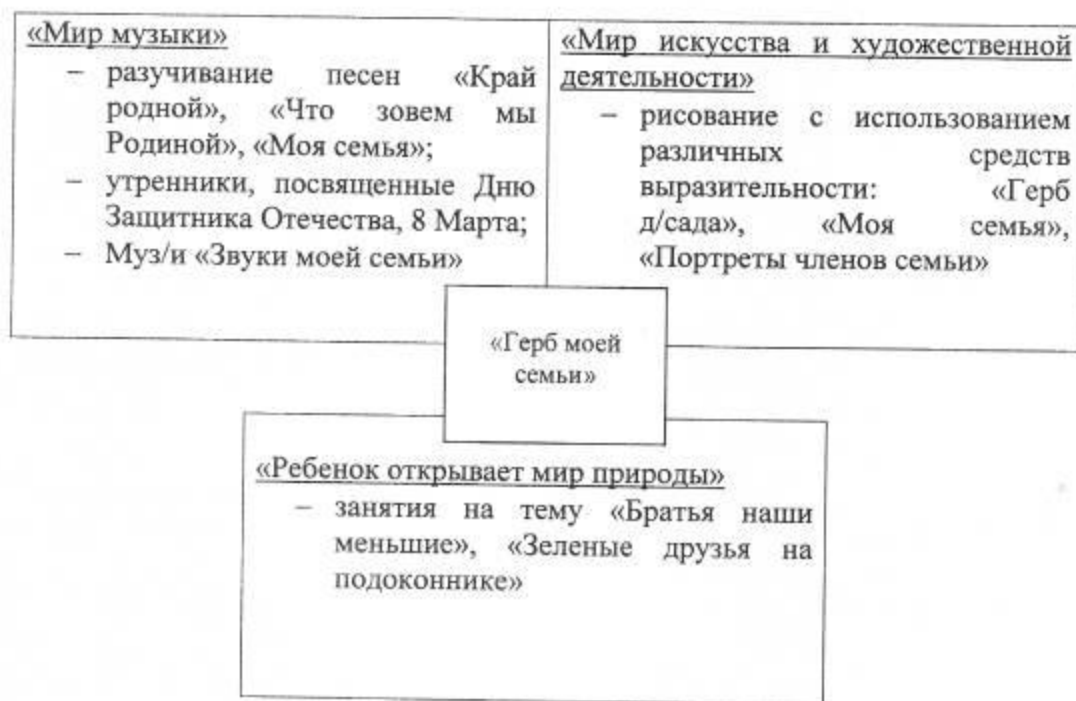 «Мир музыки»
– разучивание песен «Край
родной», «Что зовем мы
Родиной», «Моя семья»;
– утренники, посвященные Дню
Защитника Отечества, 8 Марта;
– Муз/и «Звуки моей семьи»
«Мир искусства и художественной
деятельности»
– рисование с использованием
различных средств
выразительности: «Герб
д/сада», «Моя семья»,
«Портреты членов семьи»
«Герб моей
семьи»
«Ребенок открывает мир природы»
– занятия на тему «Братья наши
меньшие», «Зеленые друзья на
подоконнике»